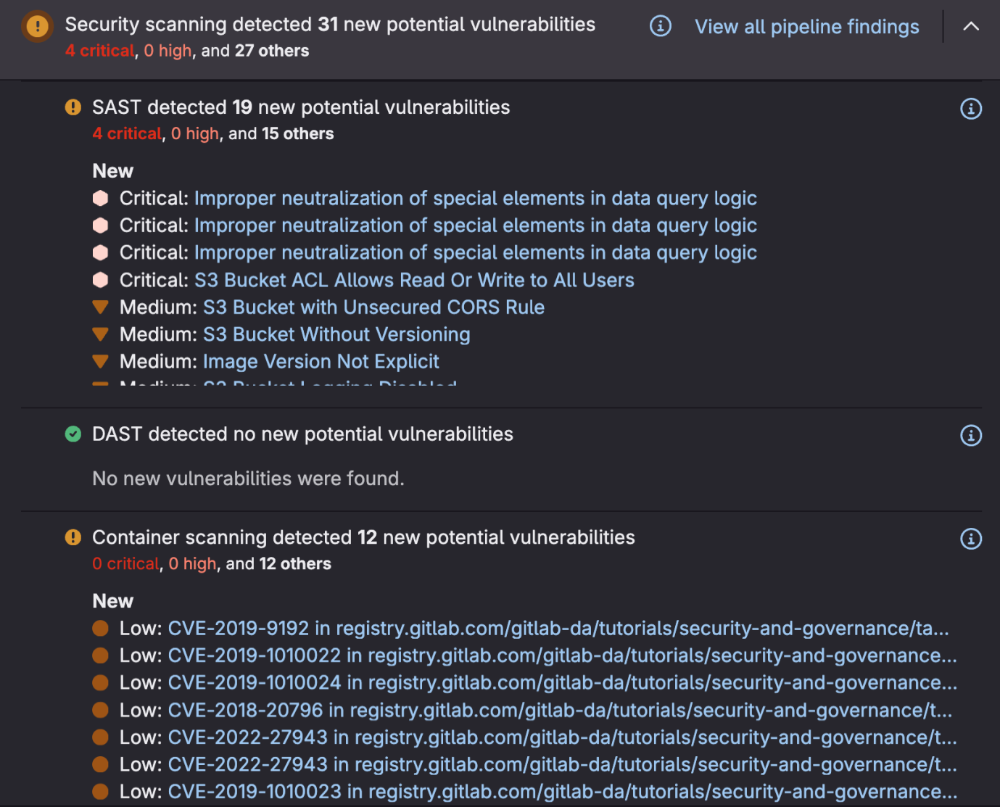 Security scanning detected 31 new potential vulnerabilities
View all pipeline findings
4 critical, 0 high, and 27 others
SAST detected 19 new potential vulnerabilities
4 critical, 0 high, and 15 others
New
Critical: Improper neutralization of special elements in data query logic
Critical: Improper neutralization of special elements in data query logic
Critical: Improper neutralization of special elements in data query logic
Critical: S3 Bucket ACL Allows Read Or Write to All Users
Medium: S3 Bucket with Unsecured CORS Rule
Medium: S3 Bucket Without Versioning
Medium: Image Version Not Explicit
Medium: S3 Bucket Logging Disabled
DAST detected no new potential vulnerabilities
No new vulnerabilities were found.
Container scanning detected 12 new potential vulnerabilities
0 critical, 0 high, and 12 others
New
Low: CVE-2019-9192 in registry.gitlab.com/gitlab-da/tutorials/security-and-governance/ta...
Low: CVE-2019-1010022 in registry.gitlab.com/gitlab-da/tutorials/security-and-governance...
Low: CVE-2019-1010024 in registry.gitlab.com/gitlab-da/tutorials/security-and-governance...
Low: CVE-2018-20796 in registry.gitlab.com/gitlab-da/tutorials/security-and-governance/t...
Low: CVE-2022-27943 in registry.gitlab.com/gitlab-da/tutorials/security-and-governance/t...
Low: CVE-2022-27943 in registry.gitlab.com/gitlab-da/tutorials/security-and-governance/t...
Low: CVE-2019-1010023 in registry.gitlab.com/gitlab-da/tutorials/security-and-governance...